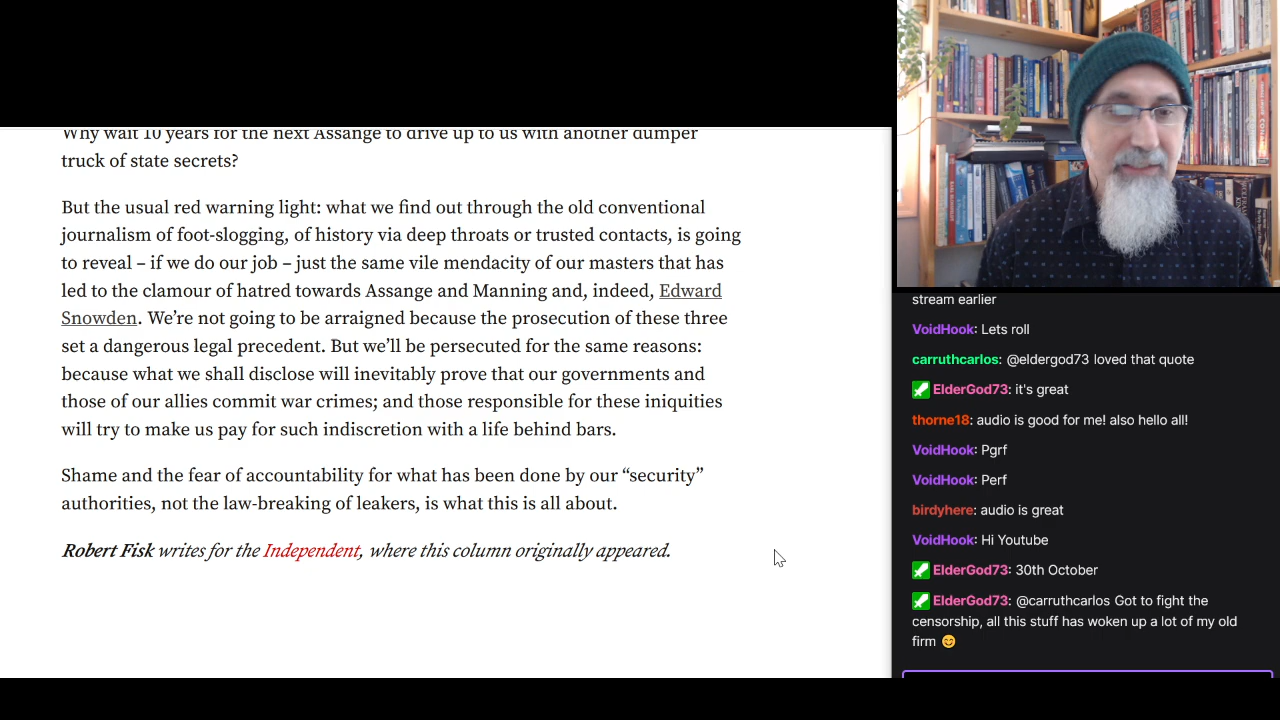 Why wait 10 years for the next Assange to drive up to us with another dumper
truck of state secrets?
But the usual red warning light: what we find out through the old conventional
journalism of foot-slogging, of history via deep throats or trusted contacts, is going
to reveal – if we do our job – just the same vile mendacity of our masters that has
led to the clamour of hatred towards Assange and Manning and, indeed, Edward
Snowden. We’re not going to be arraigned because the prosecution of these three
set a dangerous legal precedent. But we’ll be persecuted for the same reasons:
because what we shall disclose will inevitably prove that our governments and
those of our allies commit war crimes; and those responsible for these iniquities
will try to make us pay for such indiscretion with a life behind bars.
Shame and the fear of accountability for what has been done by our “security”
authorities, not the law-breaking of leakers, is what this is all about.
Robert Fisk writes for the Independent, where this column originally appeared.
stream earlier
VoidHook: Lets roll
carruthcarlos: @eldergod73 loved that quote
ElderGod73: it's great
thorne18: audio is good for me! also hello all!
VoidHook: Pgrf
VoidHook: Perf
birdyhere: audio is great
VoidHook: Hi Youtube
ElderGod73: 30th October
ElderGod73: @carruthcarlos Got to fight the
censorship, all this stuff has woken up a lot of my old
firm 😊